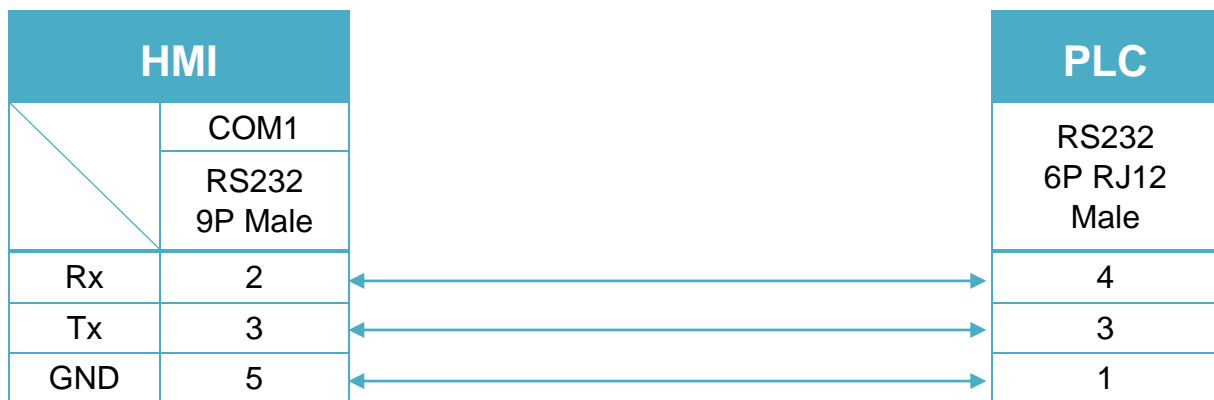 HMI
PLC
COM1
RS232
9P Male
RS232
6P RJ12
Male
Rx 2 4
Tx 3 3
GND 5 1